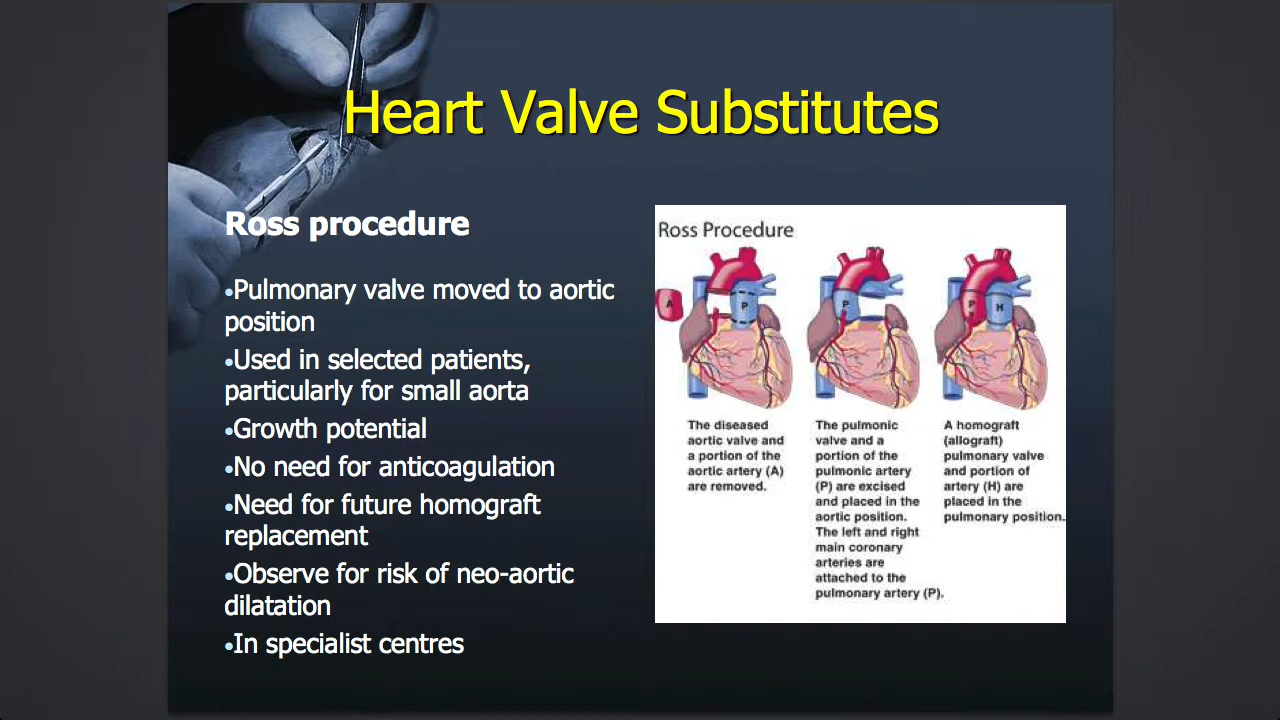 Heart Valve Substitutes
Ross procedure
•Pulmonary valve moved to aortic
position
•Used in selected patients,
particularly for small aorta
•Growth potential
•No need for anticoagulation
•Need for future homograft
replacement
•Observe for risk of neo-aortic
dilatation
•In specialist centres
Ross Procedure
A
P
P
P
H
The diseased
aortic valve and
a portion of the
aortic artery (A)
are removed.
The pulmonic
valve and a
portion of the
pulmonic artery
(P) are excised
and placed in the
aortic position.
The left and right
main coronary
arteries are
attached to the
pulmonary artery (P).
A homograft
(allograft)
pulmonary valve
and portion of
artery (H) are
placed in the
pulmonary position.